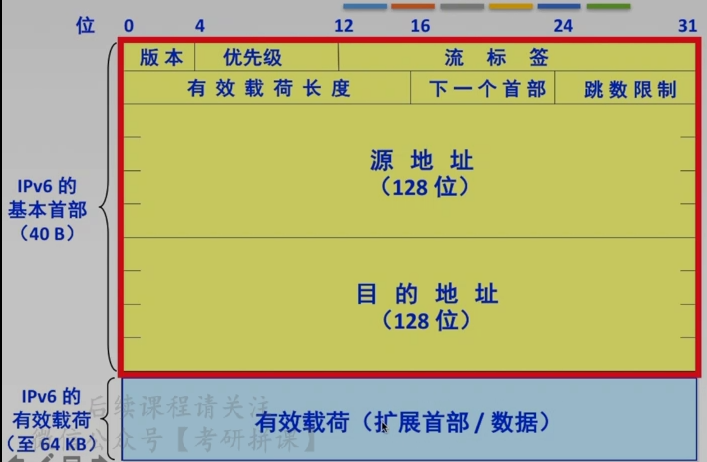 位 0 4 12 16 24 31
版本 优先级 流标签
有效载荷长度 下一个首部 跳数限制
源地址
（128 位）
IPv6 的
基本首部
（40 B）
目的地址
（128 位）
IPv6 的
有效载荷
（至 64 KB）
有效载荷（扩展首部 / 数据）
后续课程请关注
微信公众号【考研拼课】